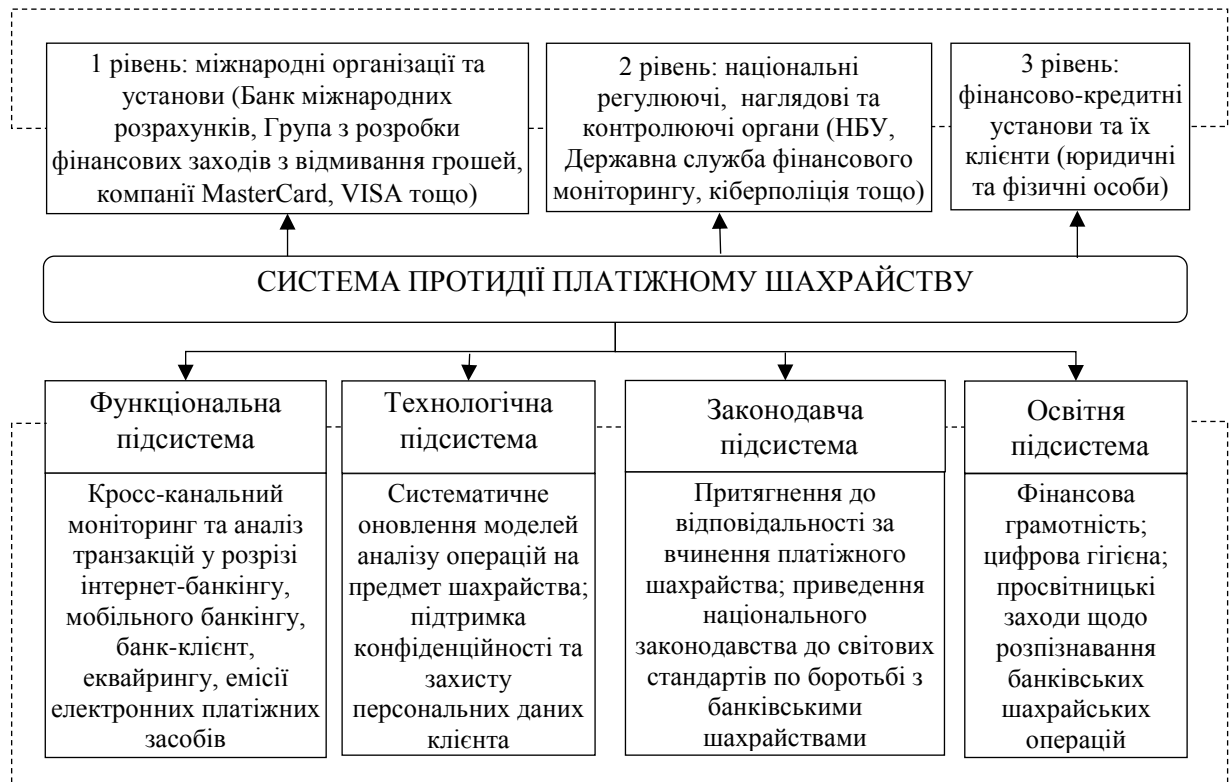 1 рівень: міжнародні організації та
установи (Банк міжнародних
розрахунків, Група з розробки
фінансових заходів з відмивання грошей,
компанії MasterCard, VISA тощо)
2 рівень: національні
регулюючі, наглядові та
контролюючі органи (НБУ,
Державна служба фінансового
моніторингу, кіберполіція тощо)
3 рівень:
фінансово-кредитні
установи та їх
клієнти (юридичні
та фізичні особи)
СИСТЕМА ПРОТИДІЇ ПЛАТІЖНОМУ ШАХРАЙСТВУ
Функціональна
підсистема
Кросс-канальний
моніторинг та аналіз
транзакцій у розрізі
інтернет-банкінгу,
мобільного банкінгу,
банк-клієнт,
еквайрингу, емісії
електронних платіжних
засобів
Технологічна
підсистема
Систематичне
оновлення моделей
аналізу операцій на
предмет шахрайства;
підтримка
конфіденційності та
захисту
персональних даних
клієнта
Законодавча
підсистема
Притягнення до
відповідальності за
вчинення платіжного
шахрайства; приведення
національного
законодавства до світових
стандартів по боротьбі з
банківськими
шахрайствами
Освітня
підсистема
Фінансова
грамотність;
цифрова гігієна;
просвітницькі
заходи щодо
розпізнавання
банківських
шахрайських
операцій